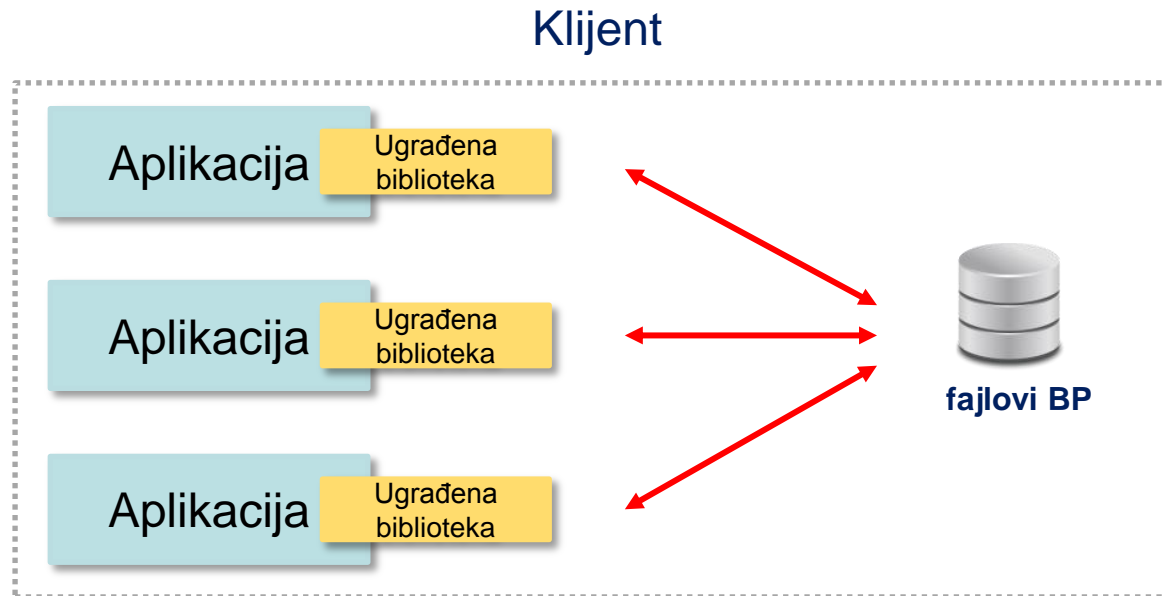 Klijent
Aplikacija
Ugrađena
biblioteka
Aplikacija
Ugrađena
biblioteka
fajlovi BP
Aplikacija
Ugrađena
biblioteka